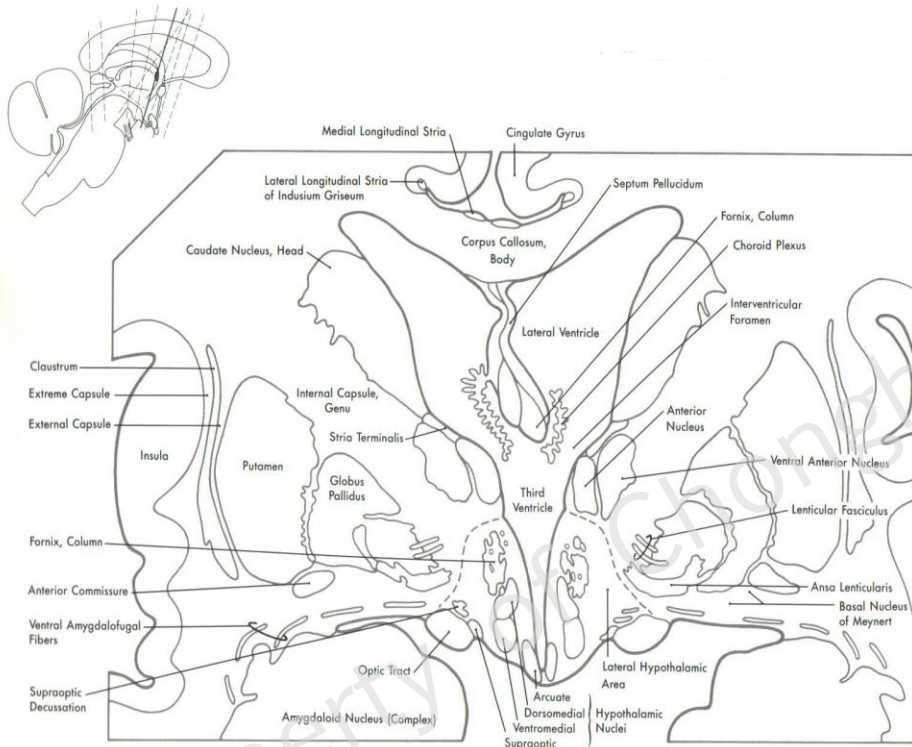 Medial Longitudinal Stria
Cingulate Gyrus
Lateral Longitudinal Stria
of Indusium Griseum
Septum Pellucidum
Fornix, Column
Choroid Plexus
Corpus Callosum,
Body
Caudate Nucleus, Head
Interventricular
Foramen
Lateral Ventricle
Claustrum
Extreme Capsule
External Capsule
Internal Capsule,
Genu
Stria Terminalis
Anterior
Nucleus
Insula
Putamen
Globus
Pallidus
Third
Ventricle
Ventral Anterior Nucleus
Lenticular Fasciculus
Fornix, Column
Anterior Commissure
Ansa Lenticularis
Basal Nucleus
of Meynert
Ventral Amygdalofugal
Fibers
Supraoptic
Decussation
Optic Tract
Lateral Hypothalamic
Area
Amygdaloid Nucleus (Complex)
Arcuate
Dorsomedial
Ventromedial
Supraoptic
Hypothalamic
Nuclei
of Chongb